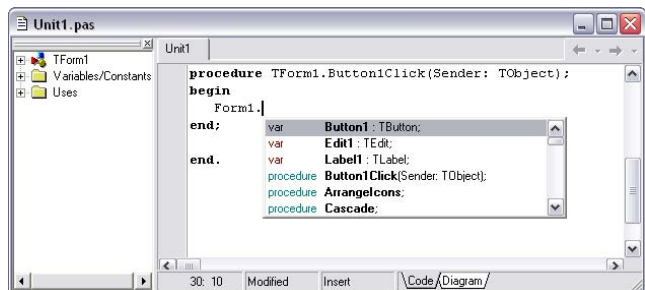 Unit1.pas
TForm1
Variables/Constants
Uses
Unit1
procedure TForm1.Button1Click(Sender: TObject);
begin
Form1.
end;
end.
var Button1 : TButton;
var Edit1 : TEdit;
var Label1 : TLabel;
procedure Button1Click(Sender: TObject);
procedure ArrangeIcons;
procedure Cascade;
30: 10 Modified Insert Code Diagram